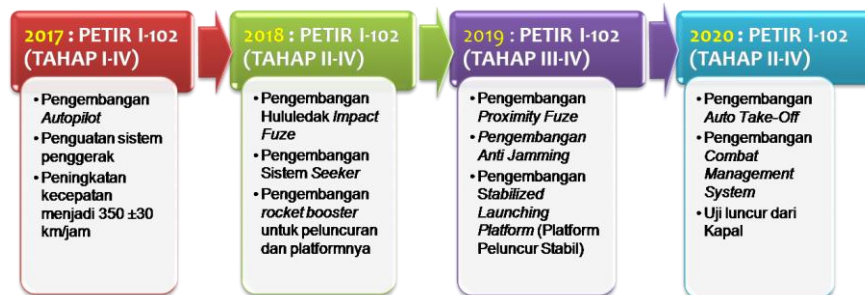 2017 : PETIR I-102
(TAHAP I-IV)
• Pengembangan
Autopilot
• Penguatan sistem
penggerak
• Peningkatan
kecepatan
menjadi 350 ±30
km/jam
2018 : PETIR I-102
(TAHAP II-IV)
• Pengembangan
Hululedak Impact
Fuze
• Pengembangan
Sistem Seeker
• Pengembangan
rocket booster
untuk peluncuran
dan platformnya
2019 : PETIR I-102
(TAHAP III-IV)
• Pengembangan
Proximity Fuze
• Pengembangan
Anti Jamming
• Pengembangan
Stabilized
Launching
Platform (Platform
Peluncur Stabil)
2020 : PETIR I-102
(TAHAP II-IV)
• Pengembangan
Auto Take-Off
• Pengembangan
Combat
Management
System
• Uji luncur dari
Kapal